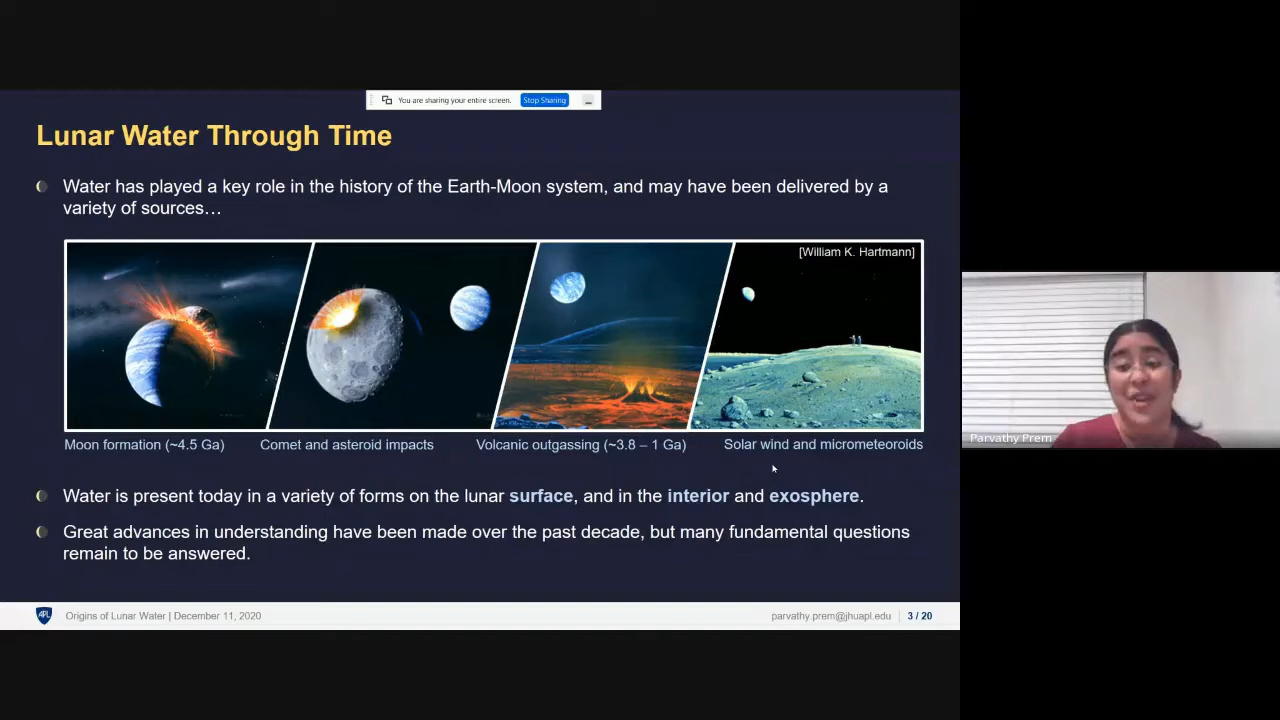 You are sharing your entire screen. Stop Sharing
Lunar Water Through Time
Water has played a key role in the history of the Earth-Moon system, and may have been delivered by a
variety of sources…
[William K. Hartmann]
Moon formation (~4.5 Ga) Comet and asteroid impacts Volcanic outgassing (~3.8 – 1 Ga) Solar wind and micrometeoroids
Water is present today in a variety of forms on the lunar surface, and in the interior and exosphere.
Great advances in understanding have been made over the past decade, but many fundamental questions
remain to be answered.
APL Origins of Lunar Water | December 11, 2020 parvathy.prem@jhuapl.edu 3 / 20
Parvathy Prem